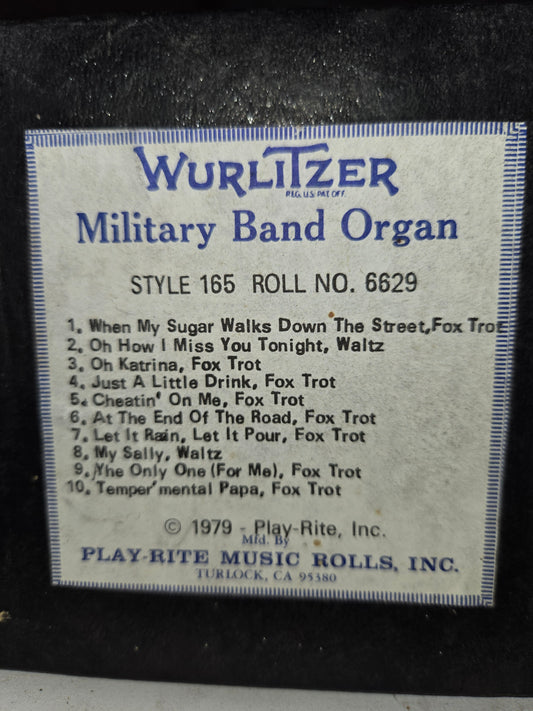 WURLITZER
REG. U.S. PAT. OFF.
Military Band Organ
STYLE 165 ROLL NO. 6629
1. When My Sugar Walks Down The Street, Fox Trot
2. Oh How I Miss You Tonight, Waltz
3. Oh Katrina, Fox Trot
4. Just A Little Drink, Fox Trot
5. Cheatin' On Me, Fox Trot
6. At The End Of The Road, Fox Trot
7. Let It Rain, Let It Pour, Fox Trot
8. My Sally, Waltz
9. Yhe Only One (For Me), Fox Trot
10. Temper'mental Papa, Fox Trot
© 1979 - Play-Rite, Inc.
Mfd. By
PLAY-RITE MUSIC ROLLS, INC.
TURLOCK, CA 95380